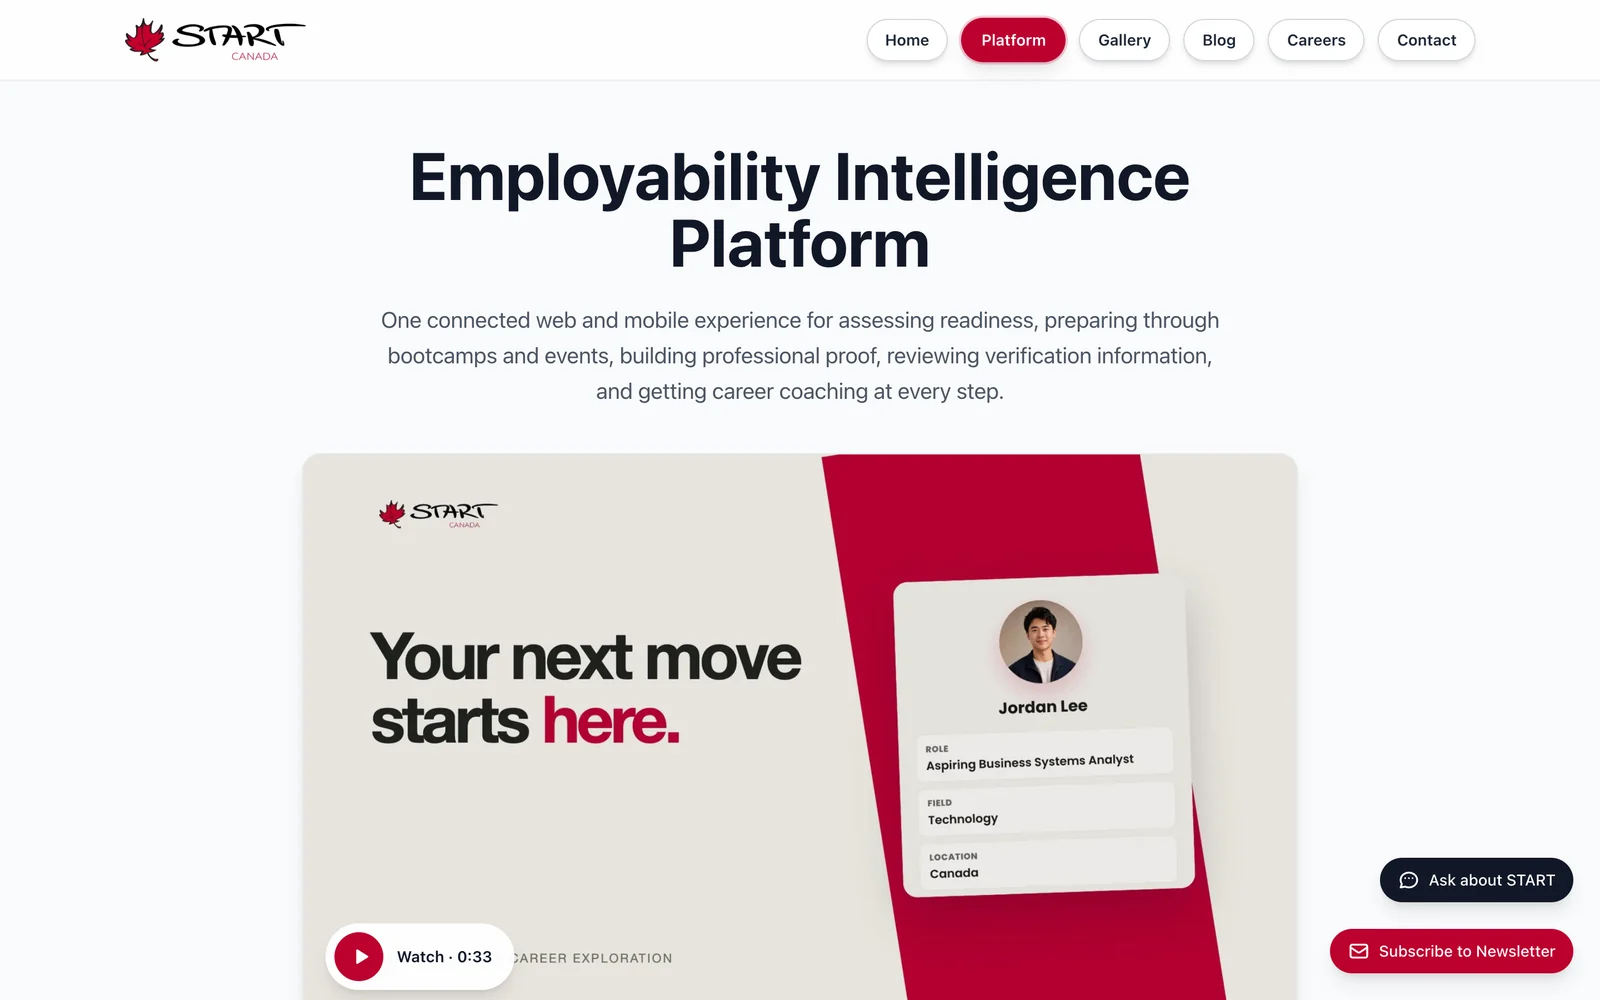 START
CANADA
Home
Platform
Gallery
Blog
Careers
Contact
Employability Intelligence
Platform
One connected web and mobile experience for assessing readiness, preparing through
bootcamps and events, building professional proof, reviewing verification information,
and getting career coaching at every step.
START
CANADA
Your next move
starts here.
Jordan Lee
ROLE
Aspiring Business Systems Analyst
FIELD
Technology
LOCATION
Canada
Watch · 0:33
CAREER EXPLORATION
Ask about START
Subscribe to Newsletter